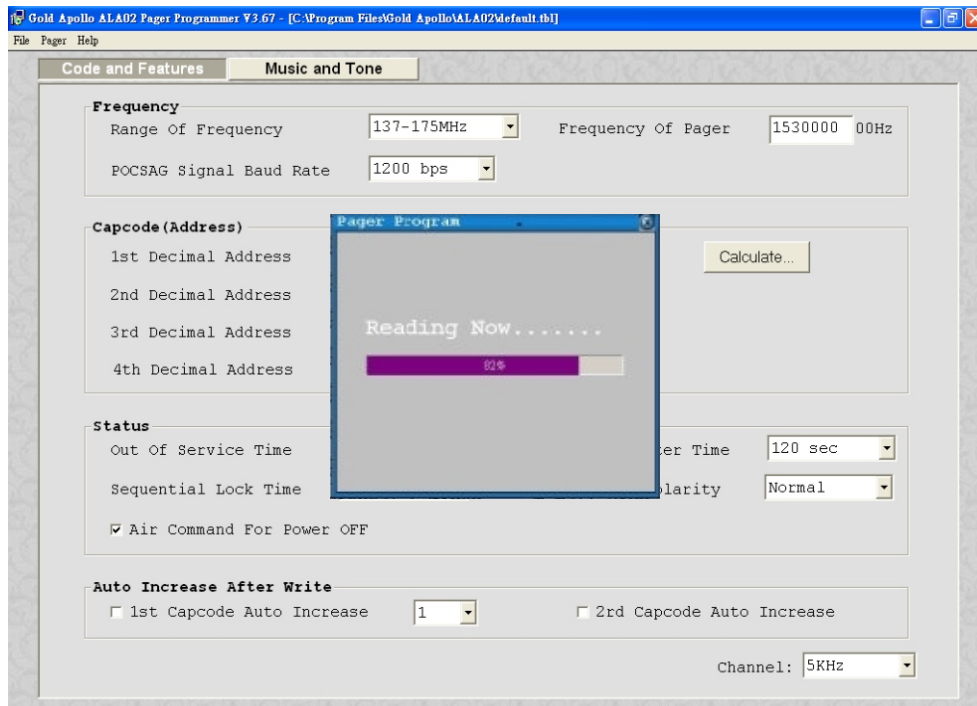 Gold Apollo ALA02 Pager Programmer V3.67 - [C:\Program Files\Gold Apollo\ALA02\default.tbl]
File Pager Help
Code and Features Music and Tone
Frequency
Range Of Frequency 137-175MHz Frequency Of Pager 1530000 00Hz
POCSAG Signal Baud Rate 1200 bps
Capcode(Address)
Pager Program
1st Decimal Address Calculate...
2nd Decimal Address
3rd Decimal Address Reading Now.......
82%
4th Decimal Address
Status
Out Of Service Time Time 120 sec
Sequential Lock Time Normal
Air Command For Power OFF
Auto Increase After Write
1st Capcode Auto Increase 1 2rd Capcode Auto Increase
Channel: 5KHz